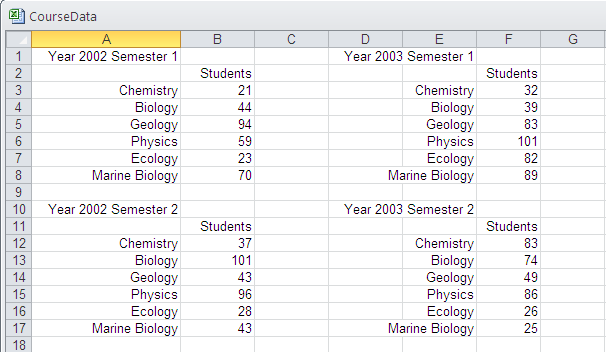 CourseData
A B C D E F G
1 Year 2002 Semester 1 Year 2003 Semester 1
2 Students Students
3 Chemistry 21 Chemistry 32
4 Biology 44 Biology 39
5 Geology 94 Geology 83
6 Physics 59 Physics 101
7 Ecology 23 Ecology 82
8 Marine Biology 70 Marine Biology 89
9
10 Year 2002 Semester 2 Year 2003 Semester 2
11 Students Students
12 Chemistry 37 Chemistry 83
13 Biology 101 Biology 74
14 Geology 43 Geology 49
15 Physics 96 Physics 86
16 Ecology 28 Ecology 26
17 Marine Biology 43 Marine Biology 25
18